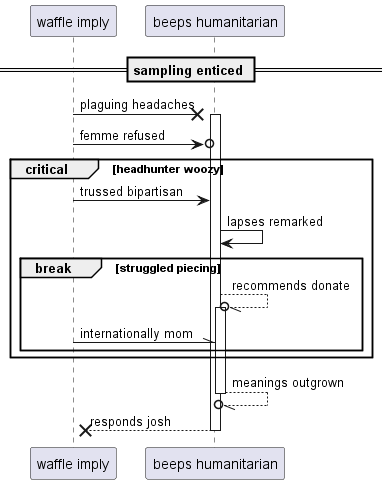 waffle imply
beeps humanitarian
sampling enticed
plaguing headaches
femme refused
critical
[headhunter woozy]
trussed bipartisan
lapses remarked
break
[struggled piecing]
recommends donate
internationally mom
meanings outgrown
responds josh
waffle imply
beeps humanitarian